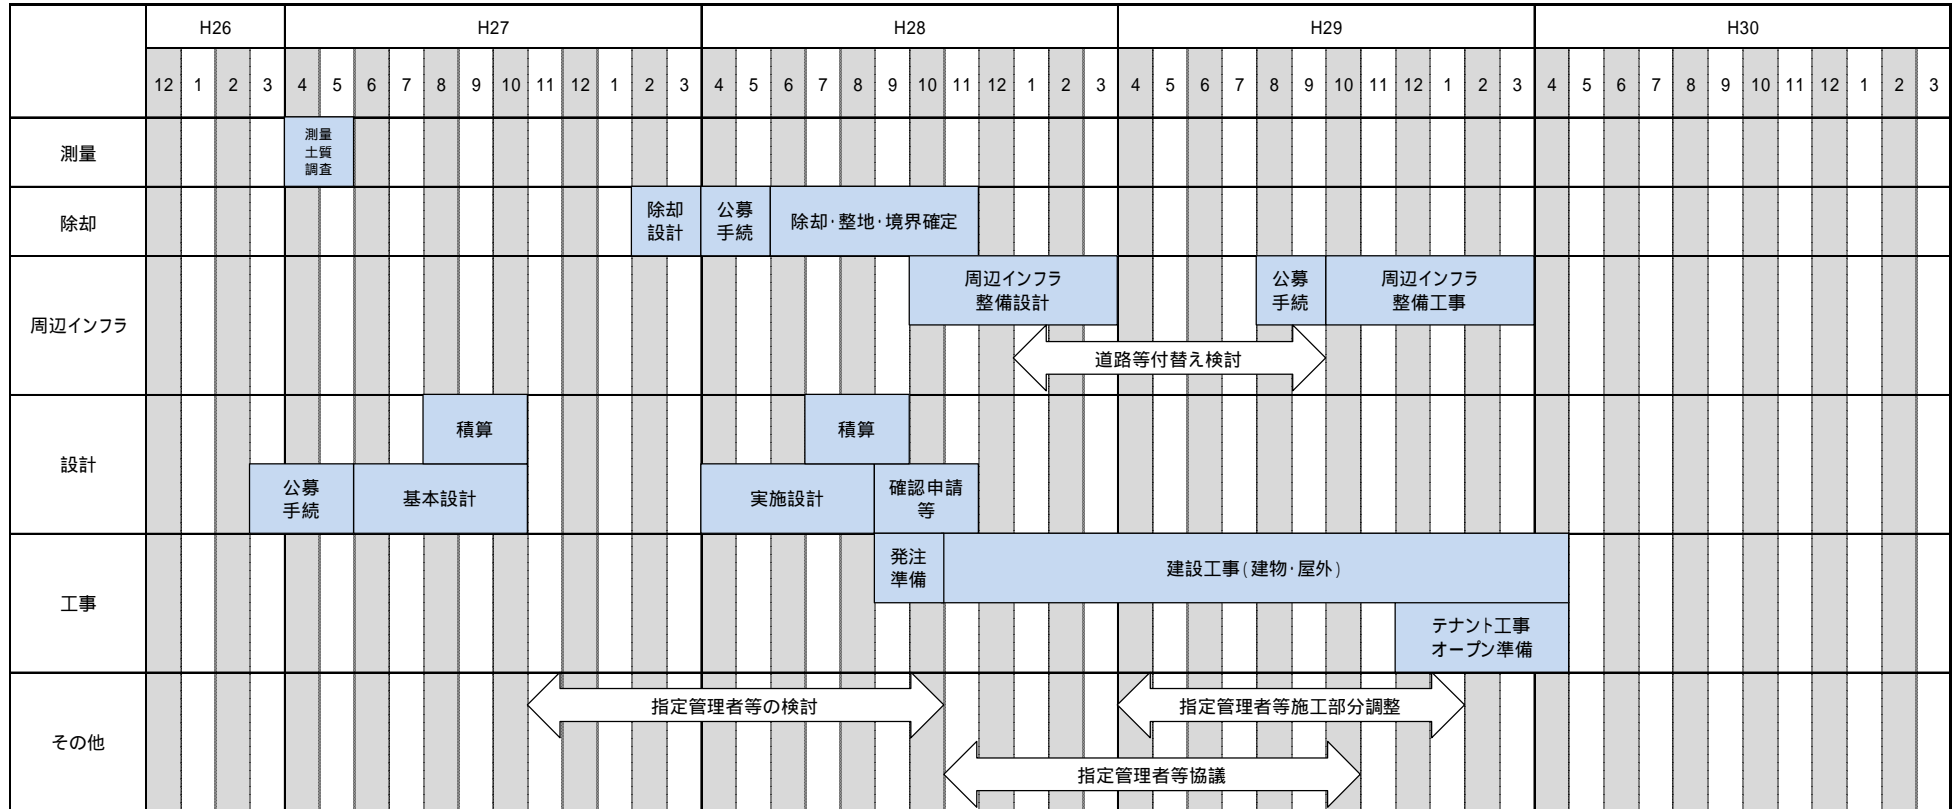 H26 H27 H28 H29 H30
12 1 2 3 4 5 6 7 8 9 10 11 12 1 2 3 4 5 6 7 8 9 10 11 12 1 2 3 4 5 6 7 8 9 10 11 12 1 2 3 4 5 6 7 8 9 10 11 12 1 2 3
測量
測量
土質
調査
除却
除却
設計
公募
手続
除却・整地・境界確定
周辺インフラ
周辺インフラ
整備設計
公募
手続
周辺インフラ
整備工事
道路等付替え検討
設計
積算
積算
公募
手続
基本設計
実施設計
確認申請
等
工事
発注
準備
建設工事(建物・屋外)
テナント工事
オープン準備
その他
指定管理者等の検討
指定管理者等施工部分調整
指定管理者等協議